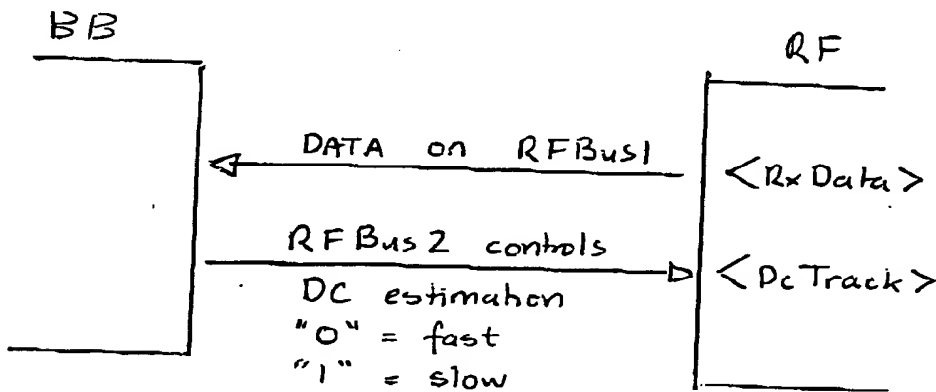 BB
RF
DATA on RFBus1
<RxData>
RFBus2 controls
<DcTrack>
DC estimation
"0" = fast
"1" = slow